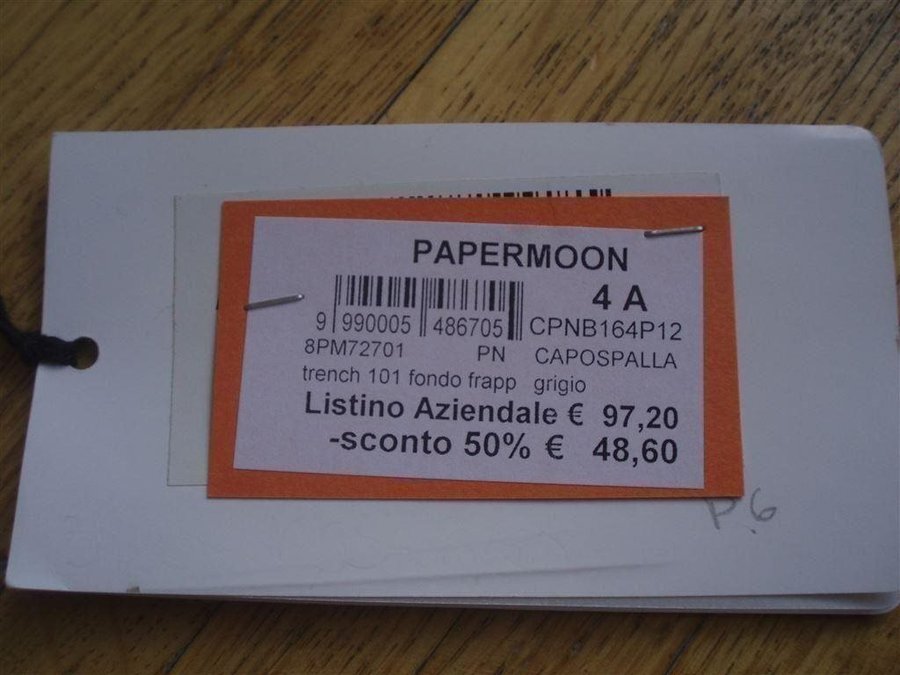 PAPERMOON
4 A
9 990005 486705 CPNB164P12
8PM72701 PN CAPOSPALLA
trench 101 fondo frapp grigio
Listino Aziendale € 97,20
-sconto 50% € 48,60
P.6